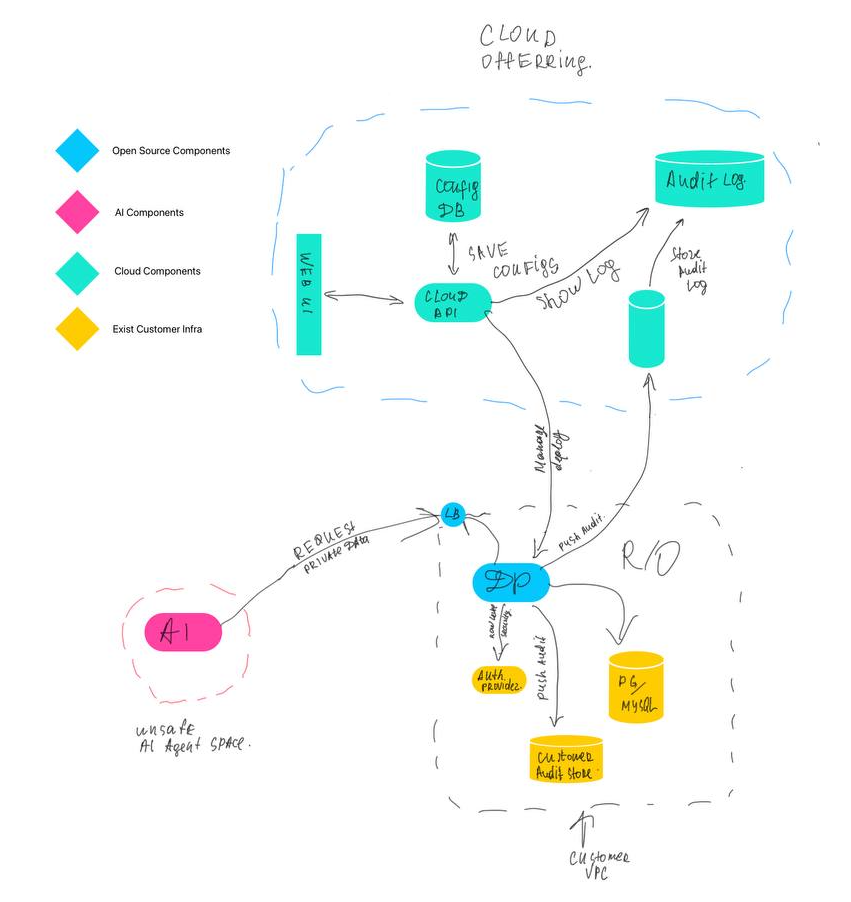 CLOUD
OFFERRING.
Open Source Components
AI Components
Cloud Components
Exist Customer Infra
Config
DB
Audit Log.
SAVE
CONFIGS
WEB UI
CLOUD
API
Show Log
Store
Audit
Log
Manage
deploy
LB
REQUEST
PRIVATE DATA
push Audit.
R/O
DP
AI
row level
security
push Audit
Auth.
PROVIDER.
PG/
MYSQL
Customer
Audit Store.
unsafe
AI Agent SPACE.
Customer
VPC